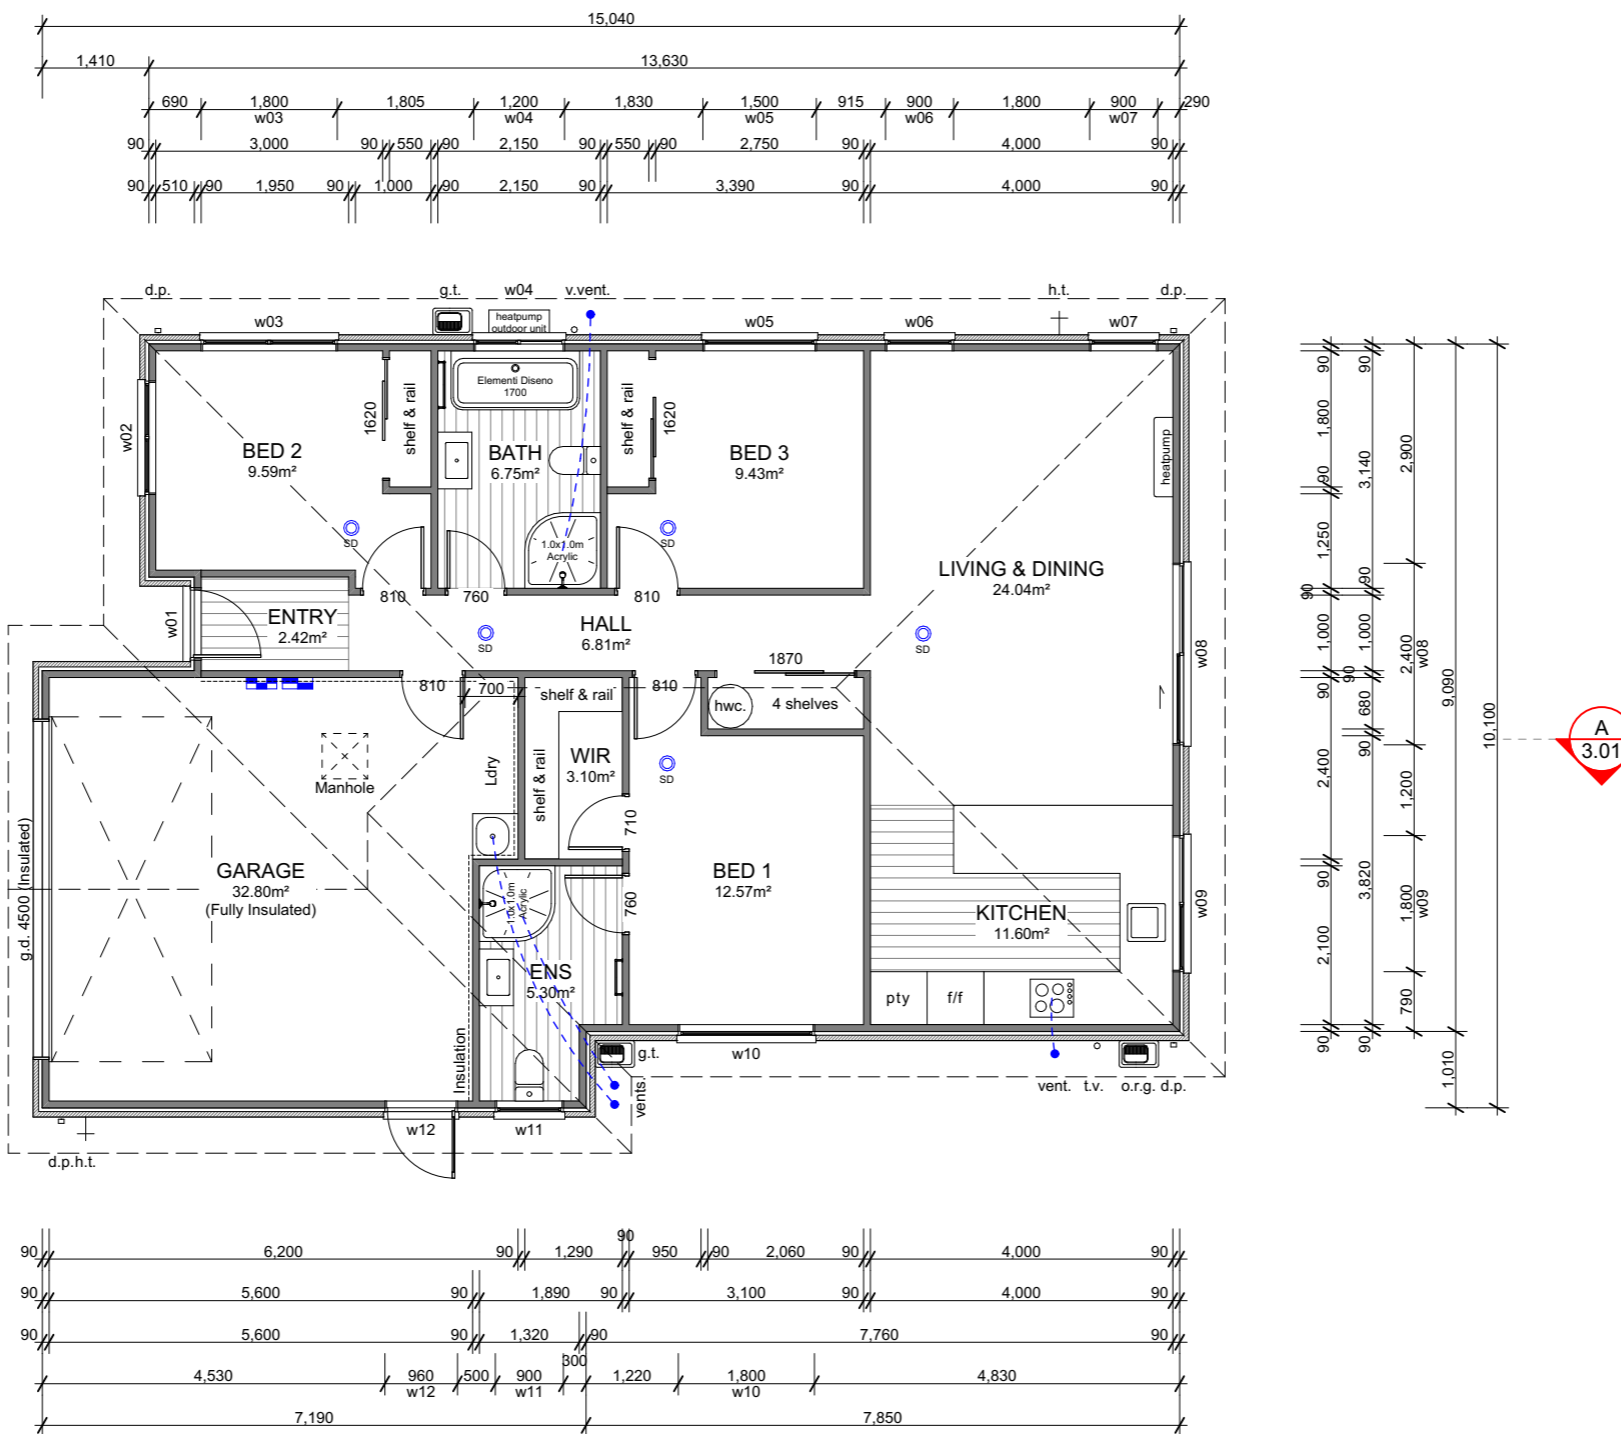 15,040
1,410 13,630
690 1,800 1,805 1,200 1,830 1,500 915 900 1,800 900 290
w03 w04 w05 w06 w07
90 3,000 90 550 90 2,150 90 550 90 2,750 90 4,000 90
90 510 90 1,950 90 1,000 90 2,150 90 3,390 90 4,000 90
d.p. g.t. w04 v.vent. h.t. d.p.
heatpump
outdoor unit
w03 w05 w06 w07
w02
Elementi Diseno
1700
1620
shelf & rail
shelf & rail
1620
heatpump
BED 2
9.59m²
BATH
6.75m²
BED 3
9.43m²
SD
SD
1.0x1.0m
Acrylic
LIVING & DINING
24.04m²
810 760 810
w01
ENTRY
2.42m²
HALL
6.81m²
SD
SD
w08
1870
810 700 810
shelf & rail
hwc. 4 shelves
Manhole
Ldry
shelf & rail
WIR
3.10m²
SD
710
g.d. 4500 (Insulated)
GARAGE
32.80m²
(Fully Insulated)
1.0x1.0m
Acrylic
760
BED 1
12.57m²
KITCHEN
11.60m²
w09
ENS
5.30m²
pty f/f
Insulation
g.t. w10
vents.
vent. t.v. o.r.g. d.p.
w12 w11
d.p.h.t.
90 1,800 90 1,250 90 1,000 90 2,400 90 2,100 90
90 3,140 90 1,000 90 680 90 3,820 90
2,900 2,400 1,200 1,800 790
w08 w09
9,090 1,010
10,100
A
3.01
90 6,200 90 1,290 90 950 90 2,060 90 4,000 90
90 5,600 90 1,890 90 3,100 90 4,000 90
90 5,600 90 1,320 90 7,760 90
4,530 960 500 900 300 1,220 1,800 4,830
w12 w11 w10
7,190 7,850